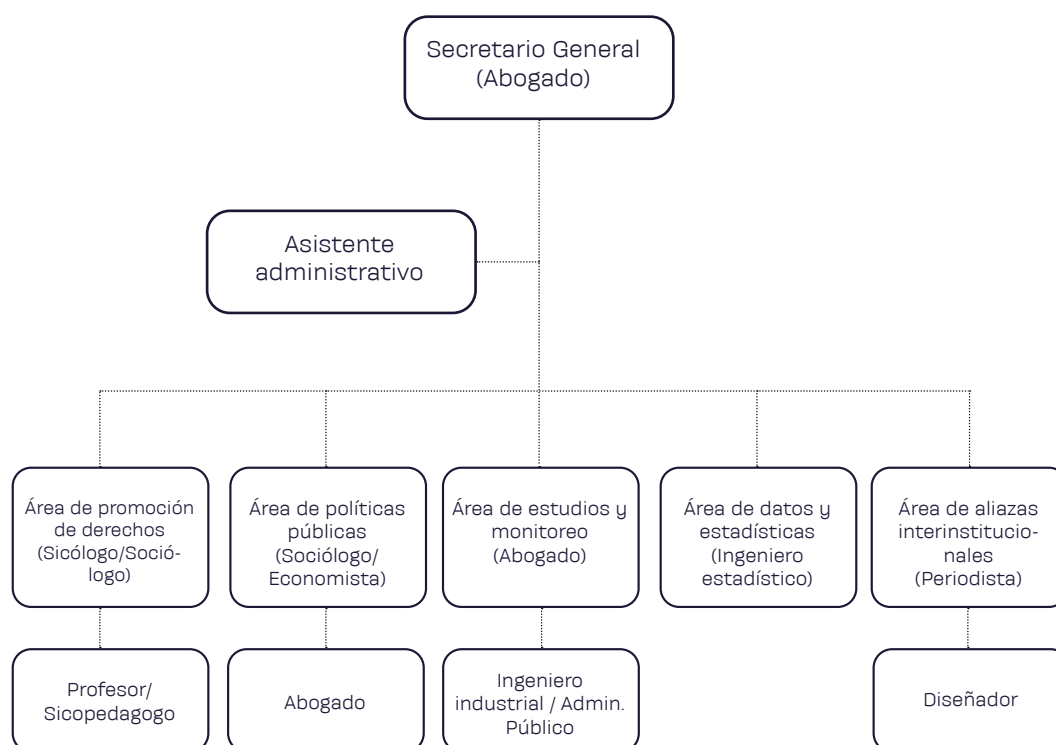 Secretario General
(Abogado)
Asistente
administrativo
Área de promoción
de derechos
(Sicólogo/Soció-
logo)
Área de políticas
públicas
(Sociólogo/
Economista)
Área de estudios y
monitoreo
(Abogado)
Área de datos y
estadísticas
(Ingeniero
estadístico)
Área de aliazas
interinstitucio-
nales
(Periodista)
Profesor/
Sicopedagogo
Abogado
Ingeniero
industrial / Admin.
Público
Diseñador